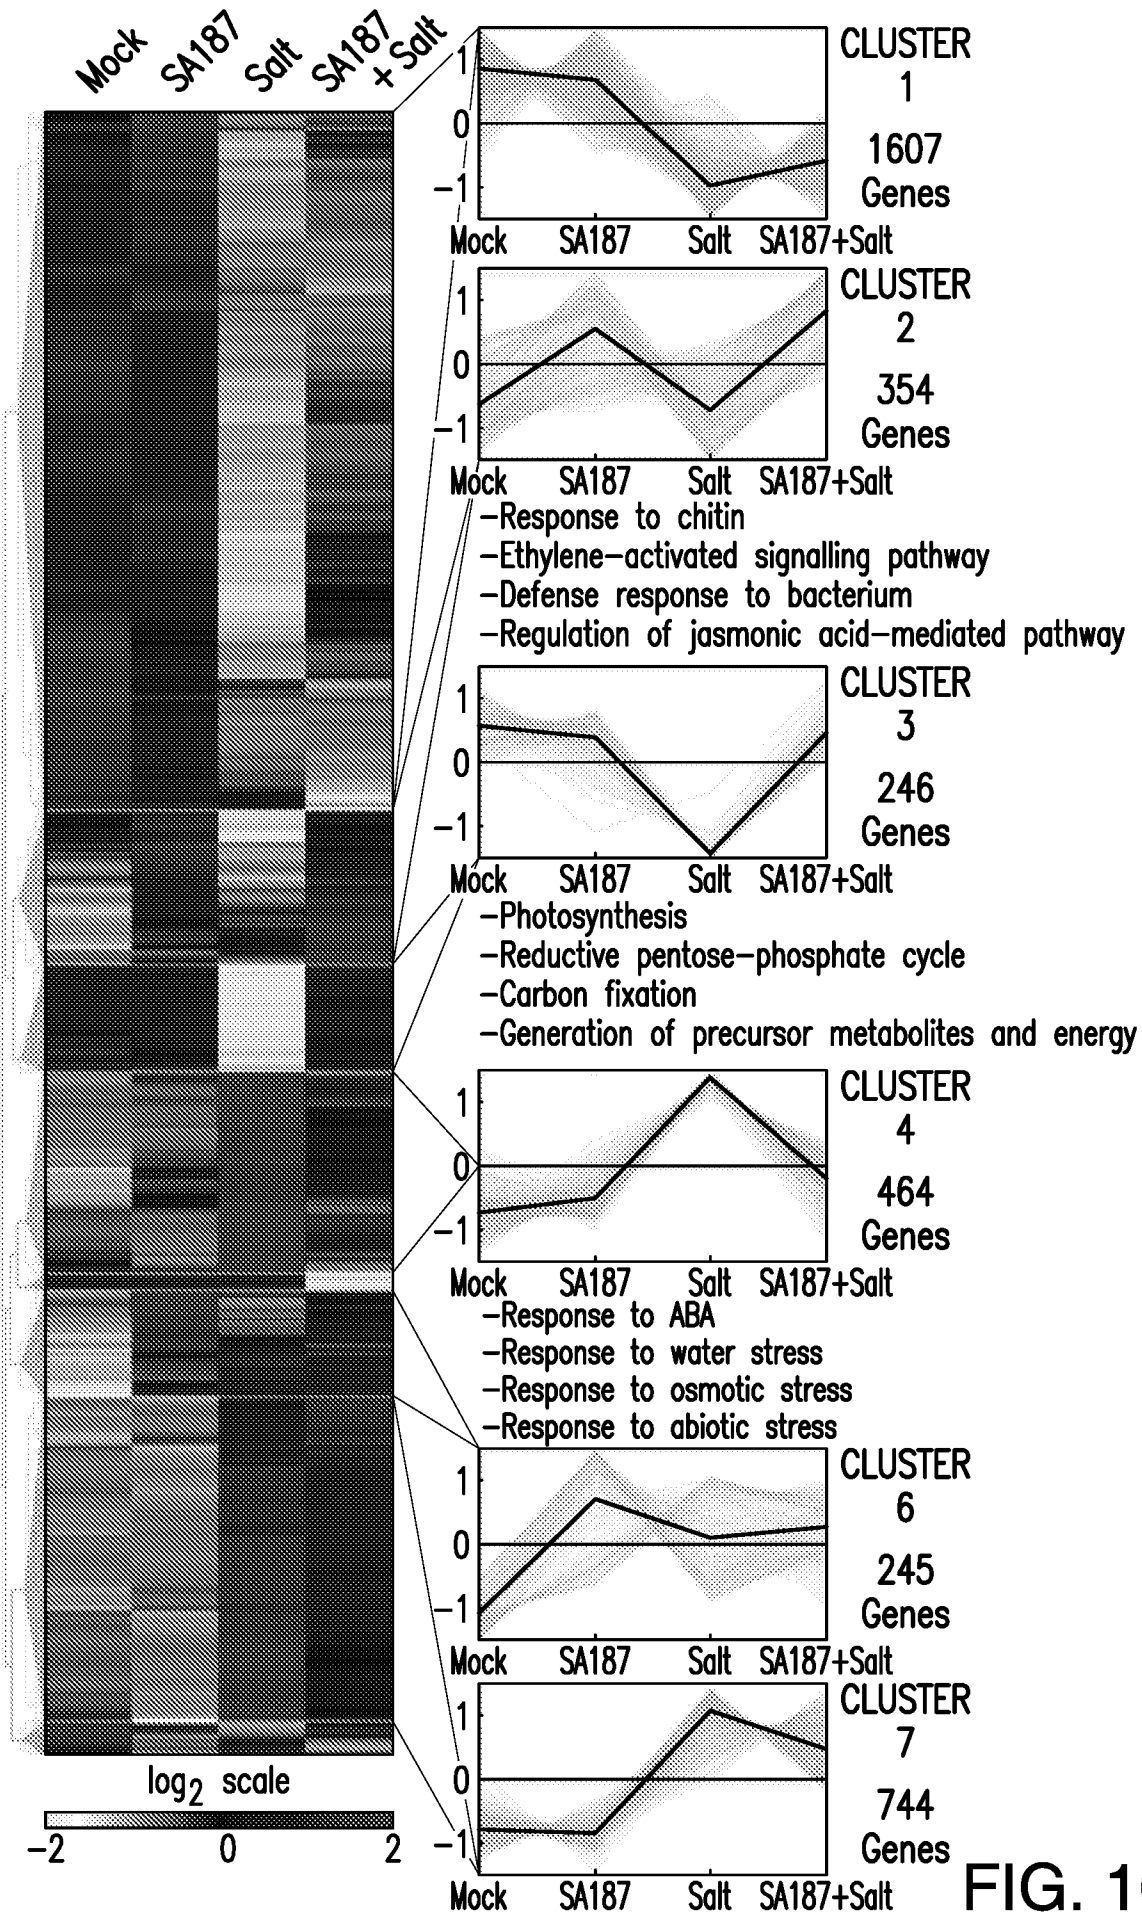 Mock SA187 Salt SA187 + Salt
1
0
−1
Mock SA187 Salt SA187+Salt
CLUSTER
1
1607
Genes
1
0
−1
Mock SA187 Salt SA187+Salt
CLUSTER
2
354
Genes
−Response to chitin
−Ethylene−activated signalling pathway
−Defense response to bacterium
−Regulation of jasmonic acid−mediated pathway
1
0
−1
Mock SA187 Salt SA187+Salt
CLUSTER
3
246
Genes
−Photosynthesis
−Reductive pentose−phosphate cycle
−Carbon fixation
−Generation of precursor metabolites and energy
1
0
−1
Mock SA187 Salt SA187+Salt
CLUSTER
4
464
Genes
−Response to ABA
−Response to water stress
−Response to osmotic stress
−Response to abiotic stress
1
0
−1
Mock SA187 Salt SA187+Salt
CLUSTER
6
245
Genes
1
0
−1
Mock SA187 Salt SA187+Salt
CLUSTER
7
744
Genes
log2 scale
−2 0 2
FIG. 1